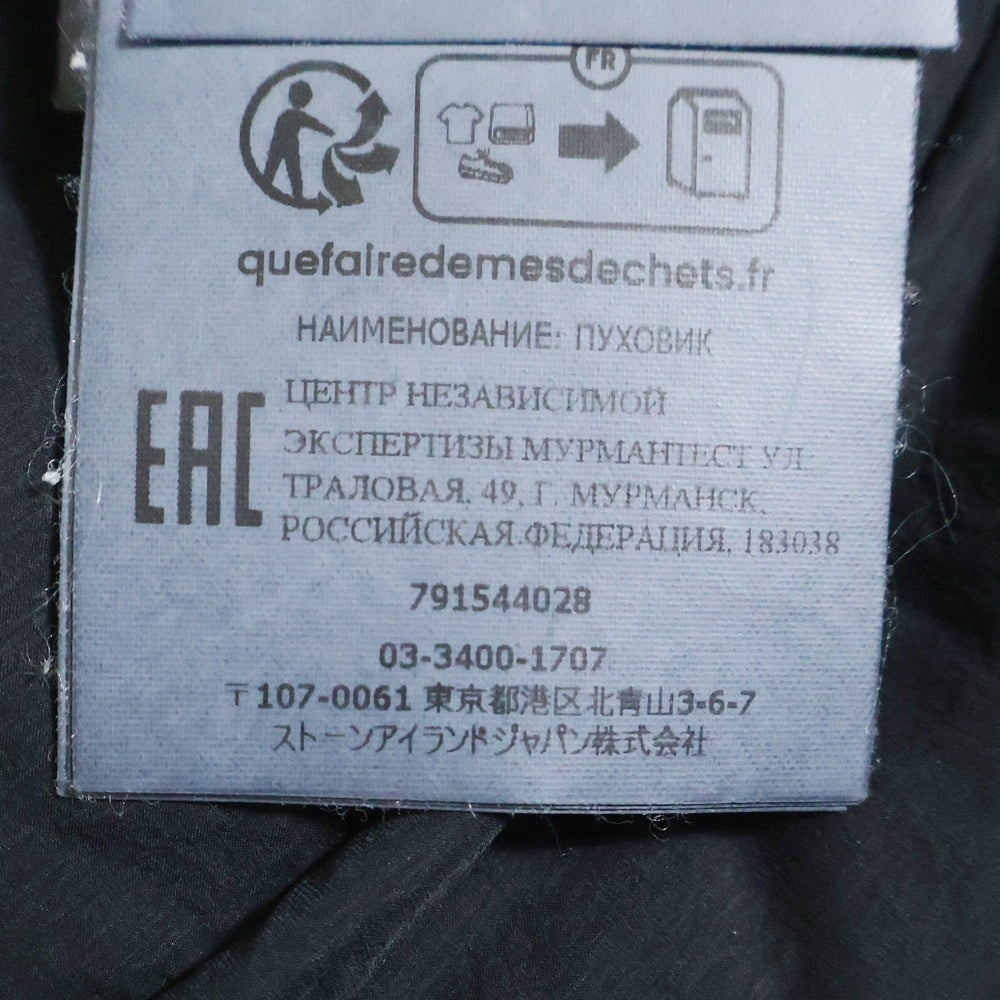 FR
quefairedemesdechets.fr
НАИМЕНОВАНИЕ: ПУХОВИК
EAC
ЦЕНТР НЕЗАВИСИМОЙ
ЭКСПЕРТИЗЫ МУРМАНТЕСТ УЛ.
ТРАЛОВАЯ, 49, Г. МУРМАНСК,
РОССИЙСКАЯ ФЕДЕРАЦИЯ, 183038
791544028
03-3400-1707
〒107-0061 東京都港区北青山3-6-7
ストーンアイランドジャパン株式会社